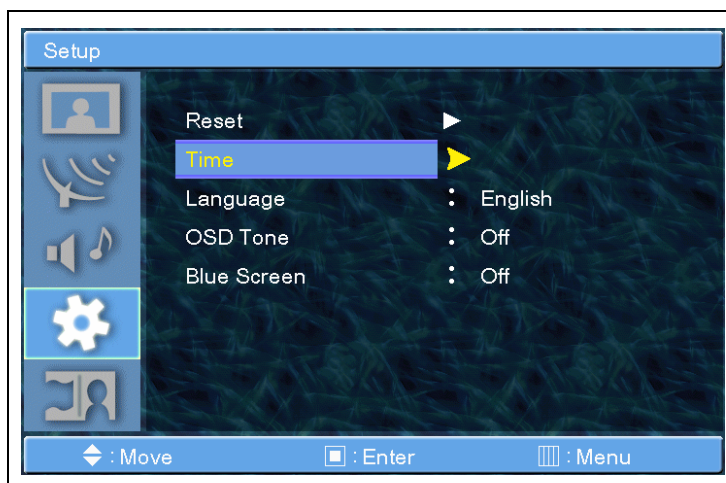 Setup
Reset
Time
Language : English
OSD Tone : Off
Blue Screen : Off
: Move : Enter : Menu